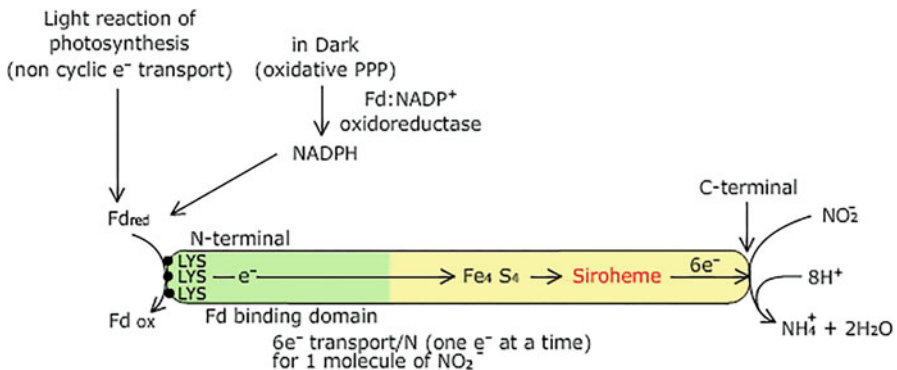 Light reaction of
photosynthesis
(non cyclic e⁻ transport)
in Dark
(oxidative PPP)
Fd:NADP⁺
oxidoreductase
NADPH
C-terminal
Fdred
NO₂⁻
N-terminal
LYS
LYS
LYS
e⁻
Fe₄ S₄
Siroheme
6e⁻
8H⁺
Fd ox
Fd binding domain
NH₄⁺ + 2H₂O
6e⁻ transport/N (one e⁻ at a time)
for 1 molecule of NO₂⁻